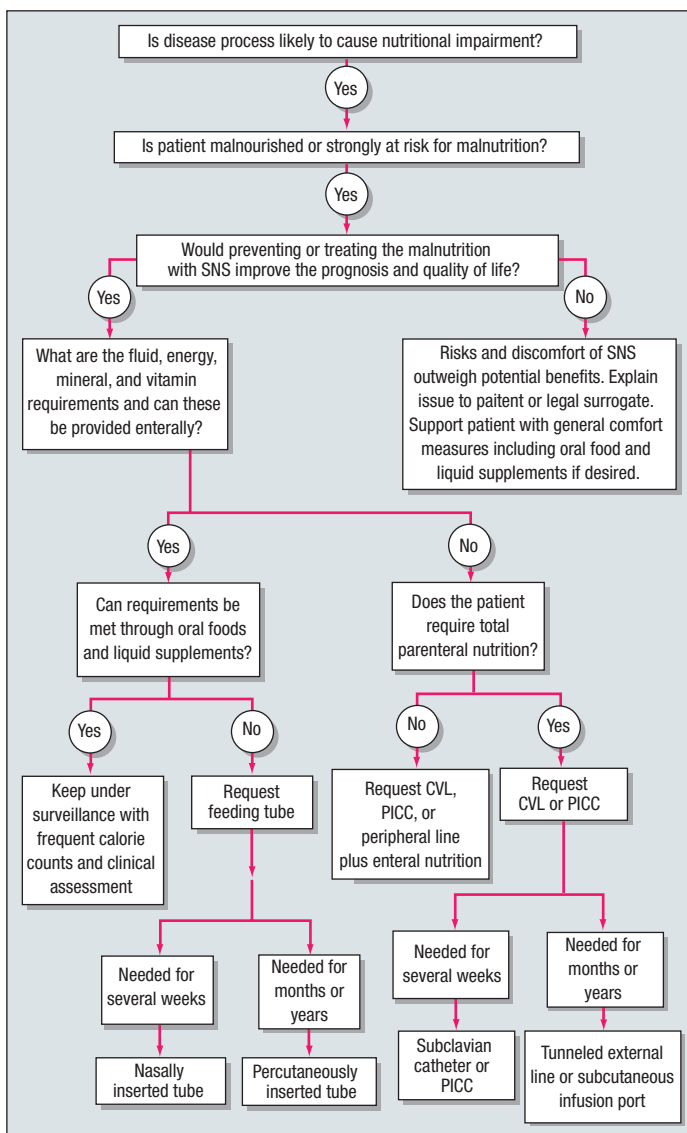 Is disease process likely to cause nutritional impairment?
Yes
Is patient malnourished or strongly at risk for malnutrition?
Yes
Would preventing or treating the malnutrition
with SNS improve the prognosis and quality of life?
Yes
No
What are the fluid, energy,
mineral, and vitamin
requirements and can these
be provided enterally?
Risks and discomfort of SNS
outweigh potential benefits. Explain
issue to paitent or legal surrogate.
Support patient with general comfort
measures including oral food and
liquid supplements if desired.
Yes
No
Can requirements be
met through oral foods
and liquid supplements?
Does the patient
require total
parenteral nutrition?
Yes
No
No
Yes
Keep under
surveillance with
frequent calorie
counts and clinical
assessment
Request
feeding tube
Request CVL,
PICC, or
peripheral line
plus enteral nutrition
Request
CVL or PICC
Needed for
several weeks
Needed for
months or
years
Needed for
several weeks
Needed for
months or
years
Nasally
inserted tube
Percutaneously
inserted tube
Subclavian
catheter or
PICC
Tunneled external
line or subcutaneous
infusion port